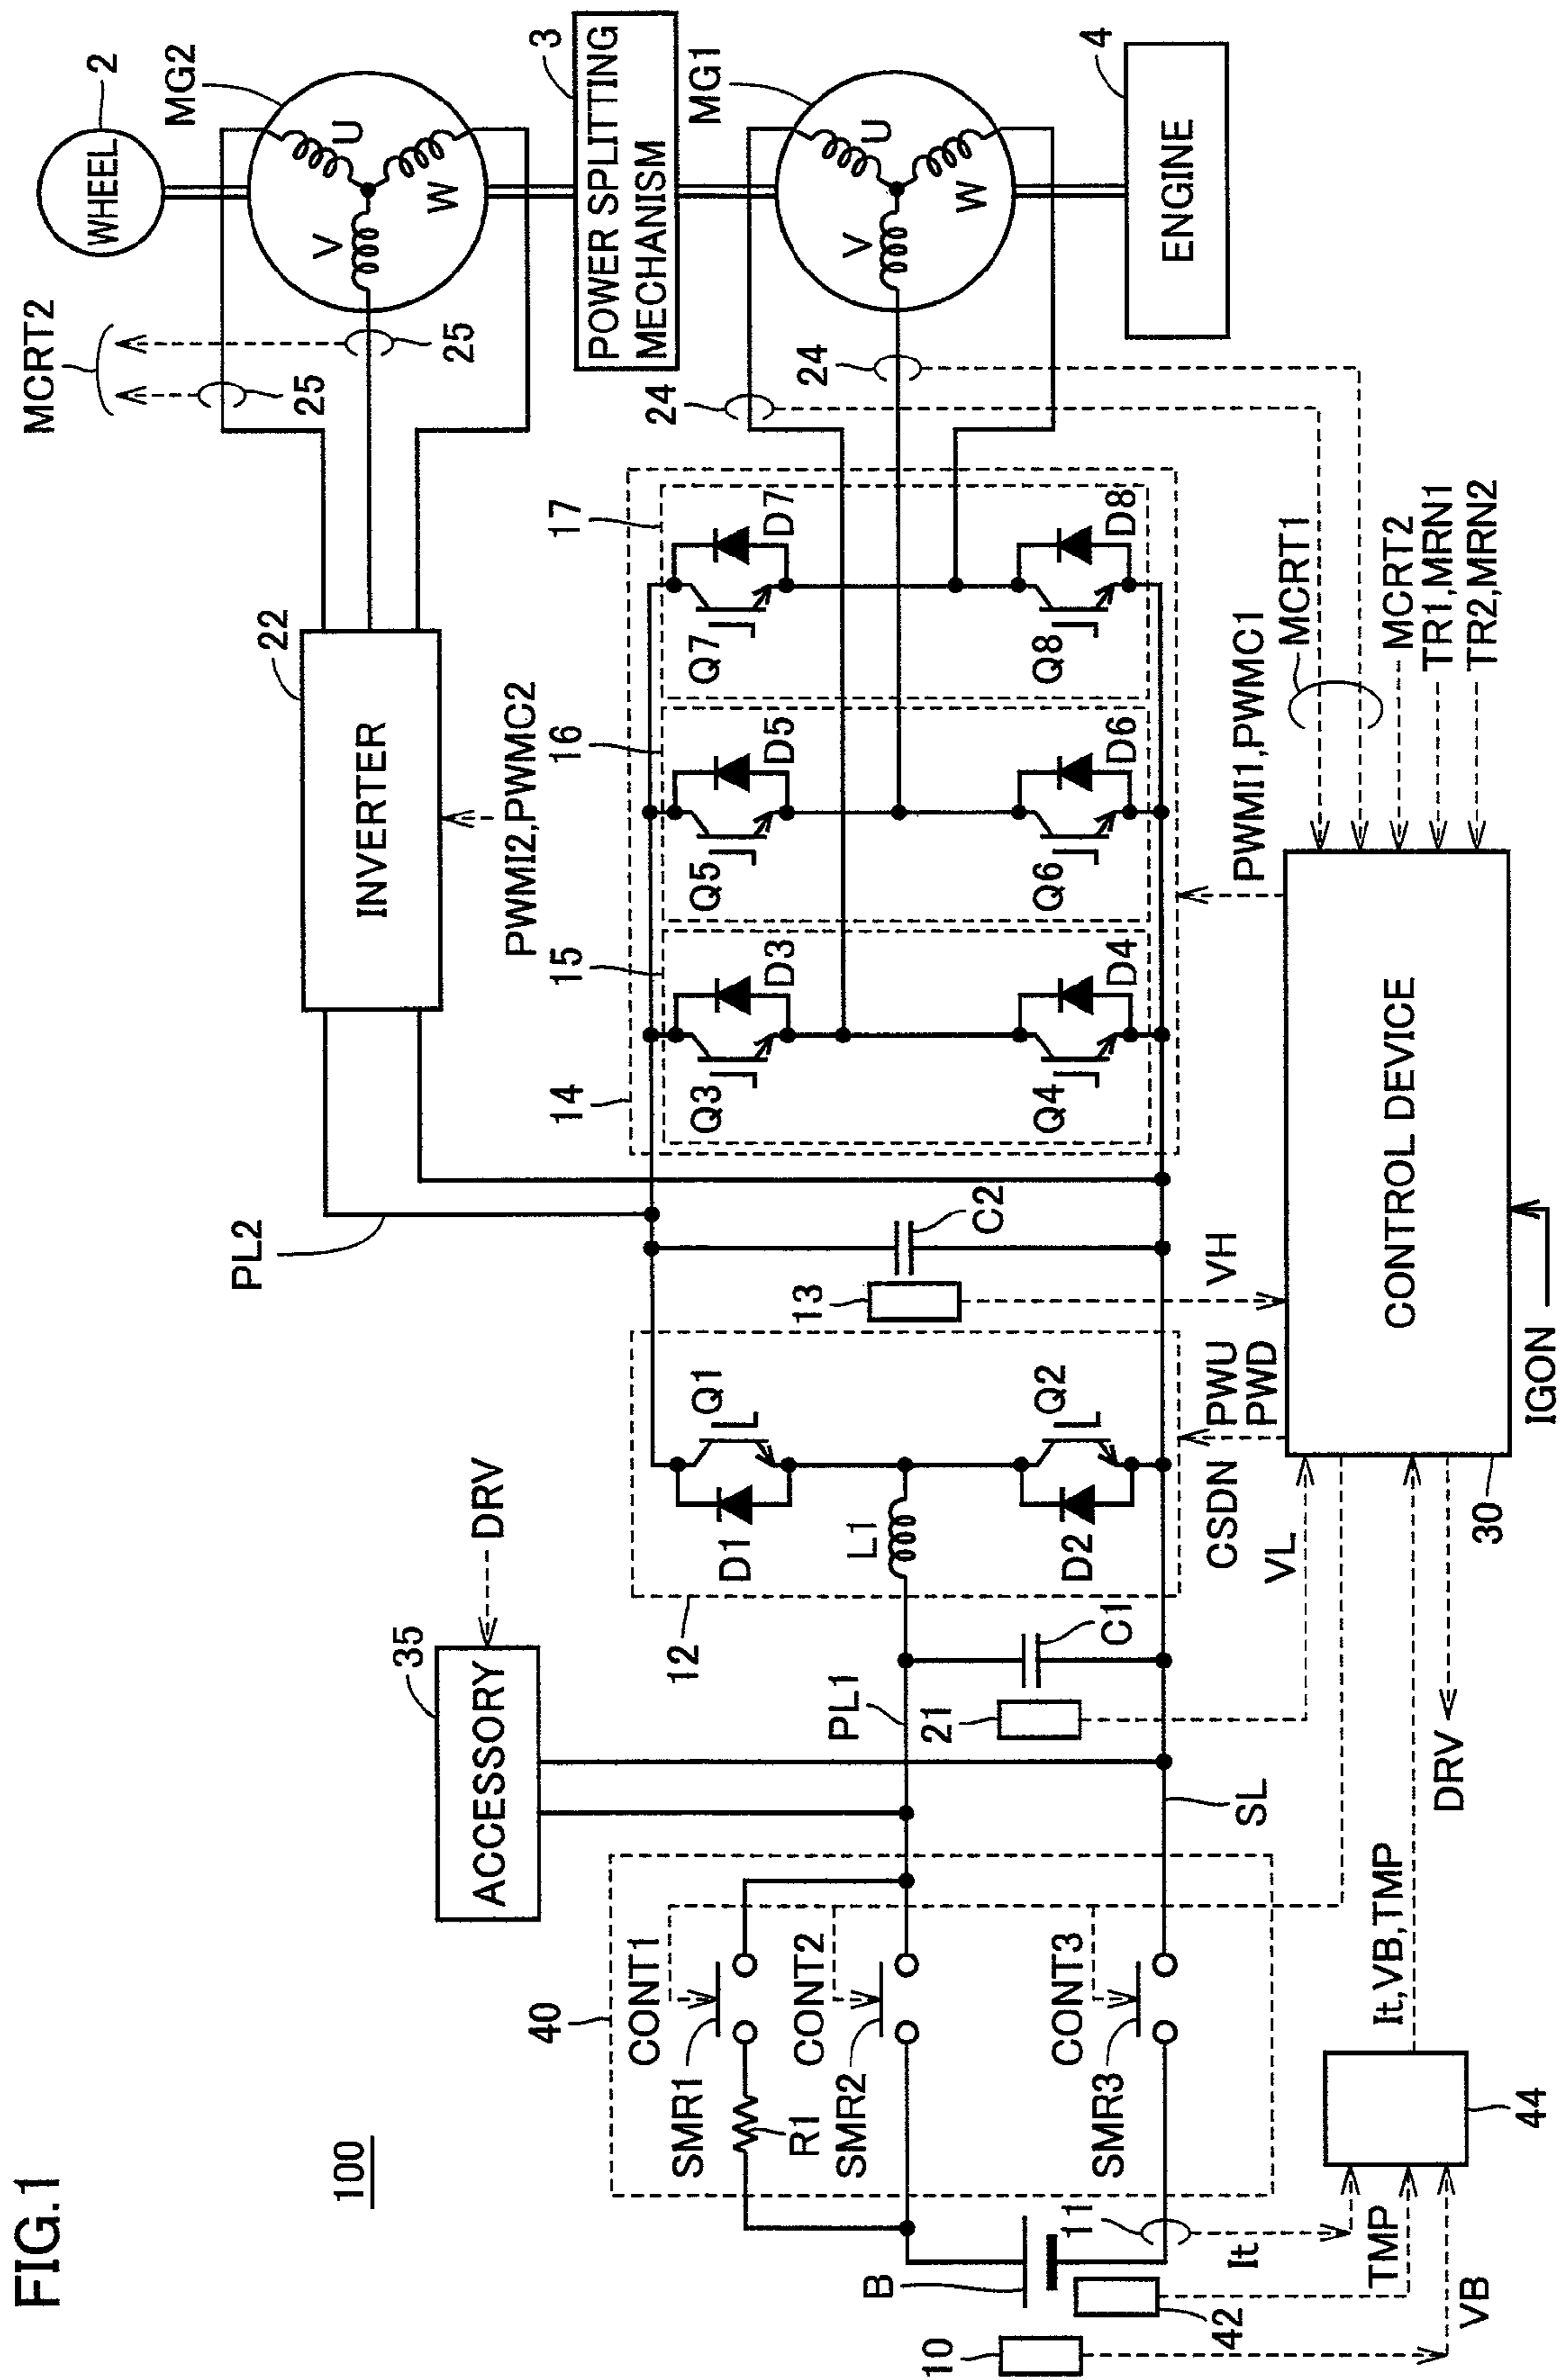 FIG.1
100
WHEEL
2
MG2
U
V
W
MCRT2
25
25
3
POWER SPLITTING
MECHANISM
MG1
U
V
W
24
24
4
ENGINE
22
INVERTER
PWMI2,PWMC2
PL2
14
15
16
17
Q3
D3
Q5
D5
Q7
D7
Q4
D4
Q6
D6
Q8
D8
C2
13
VH
12
Q1
D1
L1
Q2
D2
PWU
CSDN
PWD
PWMI1,PWMC1
MCRT1
MCRT2
TR1,MRN1
TR2,MRN2
CONTROL DEVICE
30
IGON
VL
DRV
35
ACCESSORY
DRV
PL1
C1
21
SL
40
CONT1
SMR1
R1
CONT2
SMR2
CONT3
SMR3
It,VB,TMP
44
B
11
It
TMP
42
10
VB